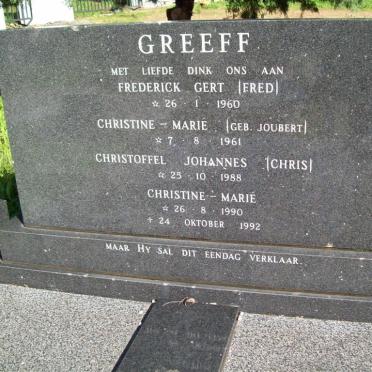 GREEFF
MET LIEFDE DINK ONS AAN
FREDERICK GERT (FRED)
☆ 26 · 1 · 1960
CHRISTINE - MARIÉ (GEB. JOUBERT)
☆ 7 · 8 · 1961
CHRISTOFFEL JOHANNES (CHRIS)
☆ 25 · 10 · 1988
CHRISTINE - MARIÉ
☆ 26 · 8 · 1990
+ 24 OKTOBER 1992
MAAR HY SAL DIT EENDAG VERKLAAR.